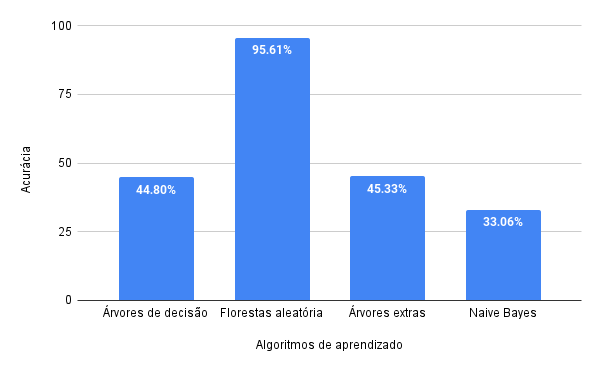 100
75
50
25
0
Acurácia
44.80%
95.61%
45.33%
33.06%
Árvores de decisão
Florestas aleatória
Árvores extras
Naive Bayes
Algoritmos de aprendizado